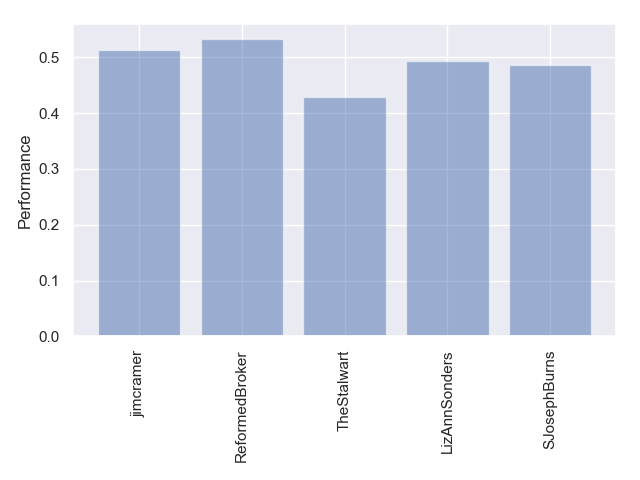 0.5
0.4
0.3
0.2
0.1
0.0
Performance
jimcramer
ReformedBroker
TheStalwart
LizAnnSonders
SJosephBurns